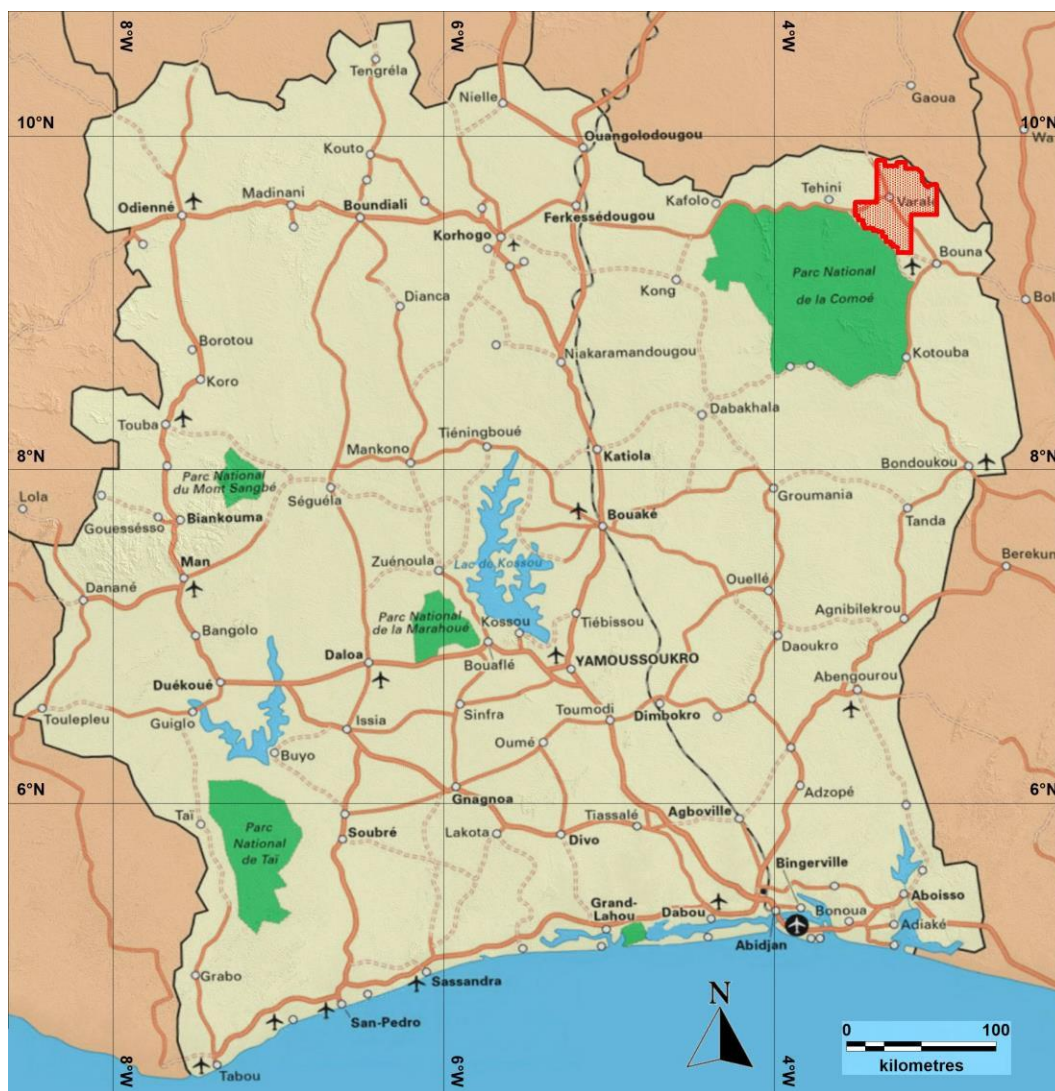 8°W
6°W
4°W
Tengréla
Nielle
Gaoua
10°N
10°N
Ouangolodougou
Kouto
Madinani
Odienné
Boundiali
Korhogo
Ferkessédougou
Kafolo
Tehini
Bouna
Parc National
de la Comoé
Kong
Dianca
Borotou
Niakaramandougou
Kotouba
Koro
Dabakhala
Touba
Tiéningboué
Mankono
Katiola
8°N
8°N
Bondoukou
Parc National
du Mont Sangbé
Séguéla
Groumania
Lola
Gouessésso
Biankouma
Bouaké
Tanda
Man
Zuénoula
Lac de Kossou
Berekum
Danané
Ouellé
Parc National
de la Marahoué
Kossou
Tiébissou
Agnibilekrou
Bangolo
Daoukro
Daloa
Bouaflé
YAMOUSSOUKRO
Duékoué
Abengourou
Toulepleu
Guiglo
Issia
Sinfra
Toumodi
Dimbokro
Buyo
Oumé
6°N
6°N
Gnagnoa
Adzopé
Taï
Parc
National
de Taï
Soubré
Lakota
Tiassalé
Agboville
Divo
Bingerville
Grand-
Lahou
Dabou
Bonoua
Aboisso
Adiaké
Abidjan
Grabo
Sassandra
San-Pedro
Tabou
N
0
100
kilometres
8°W
6°W
4°W